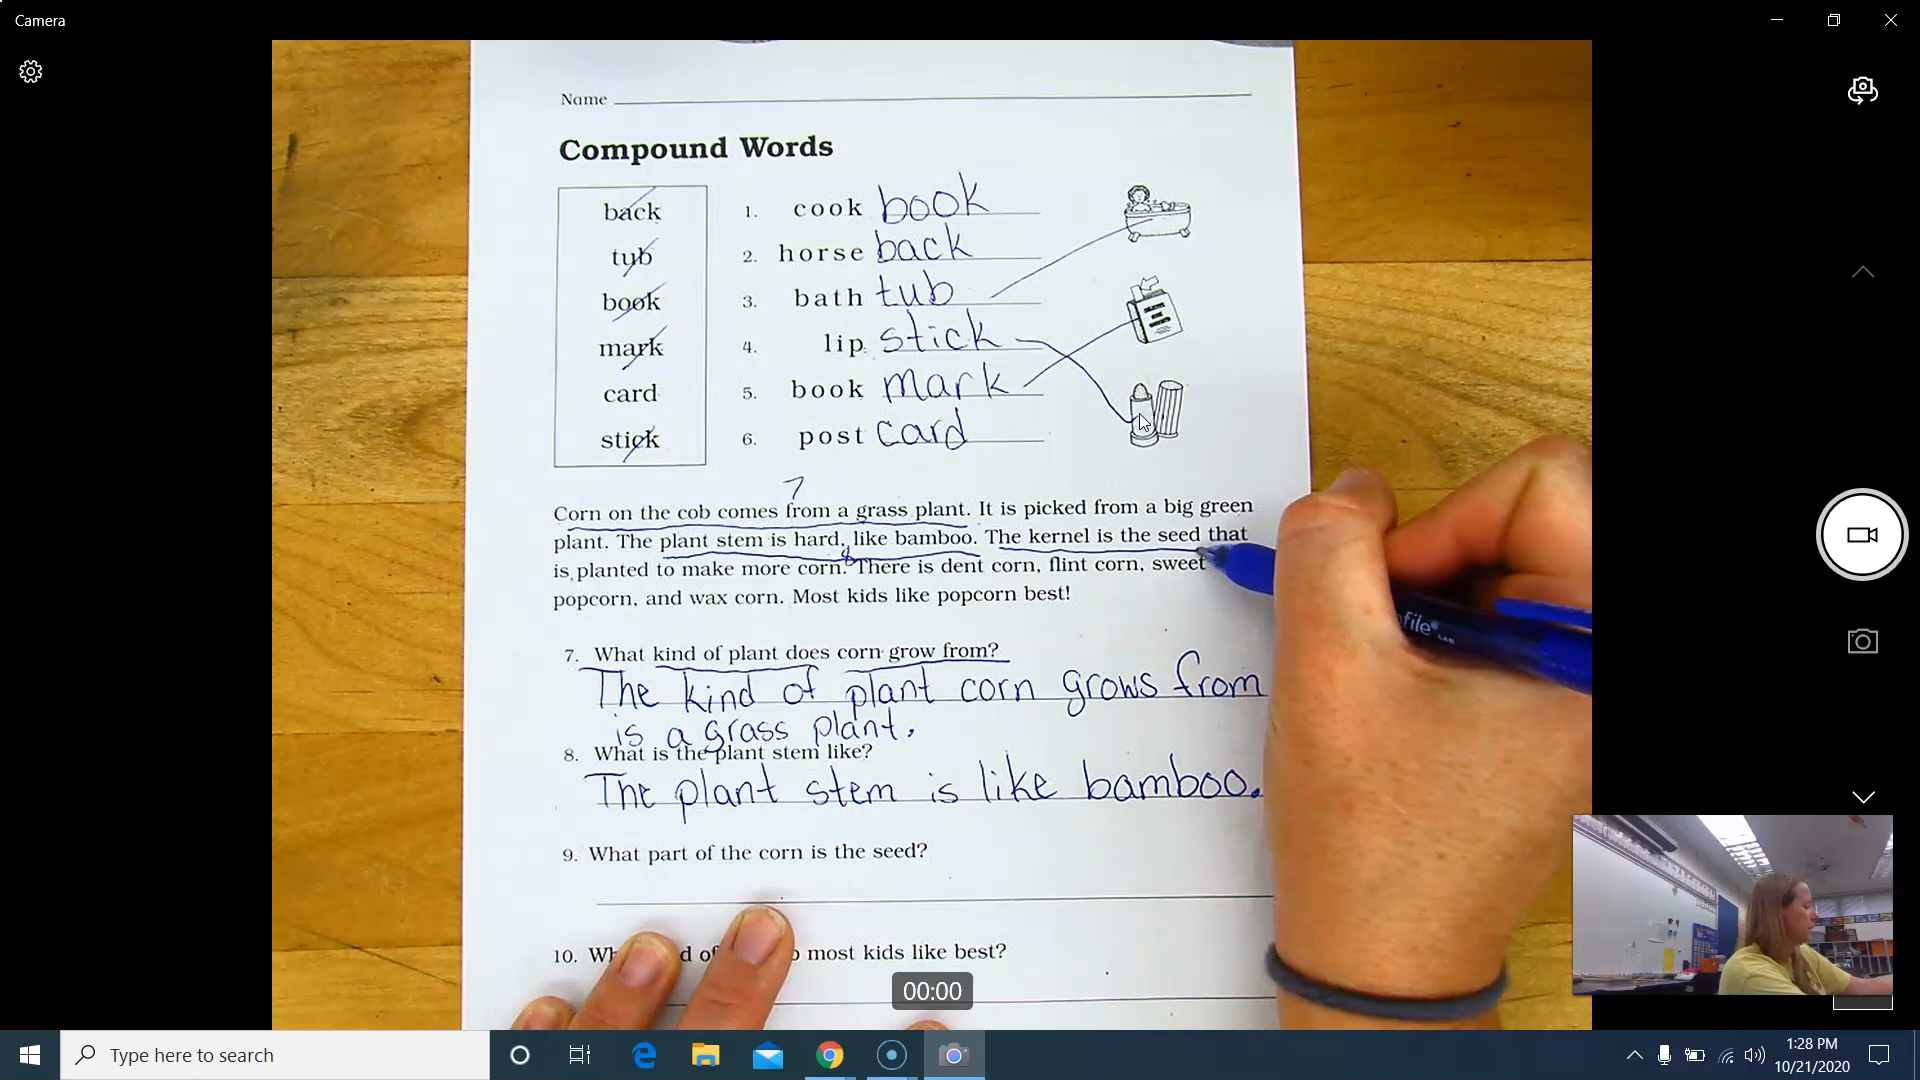 Camera
Name
Compound Words
back
tub
book
mark
card
stick
1. cook book
2. horse back
3. bath tub
4. lip stick
5. book mark
6. post card
7
Corn on the cob comes from a grass plant. It is picked from a big green
plant. The plant stem is hard, like bamboo. The kernel is the seed that
8
is planted to make more corn. There is dent corn, flint corn, sweet
popcorn, and wax corn. Most kids like popcorn best!
7. What kind of plant does corn grow from?
The kind of plant corn grows from
is a grass plant.
8. What is the plant stem like?
The plant stem is like bamboo.
9. What part of the corn is the seed?
10. most kids like best?
00:00
Type here to search
1:28 PM
10/21/2020